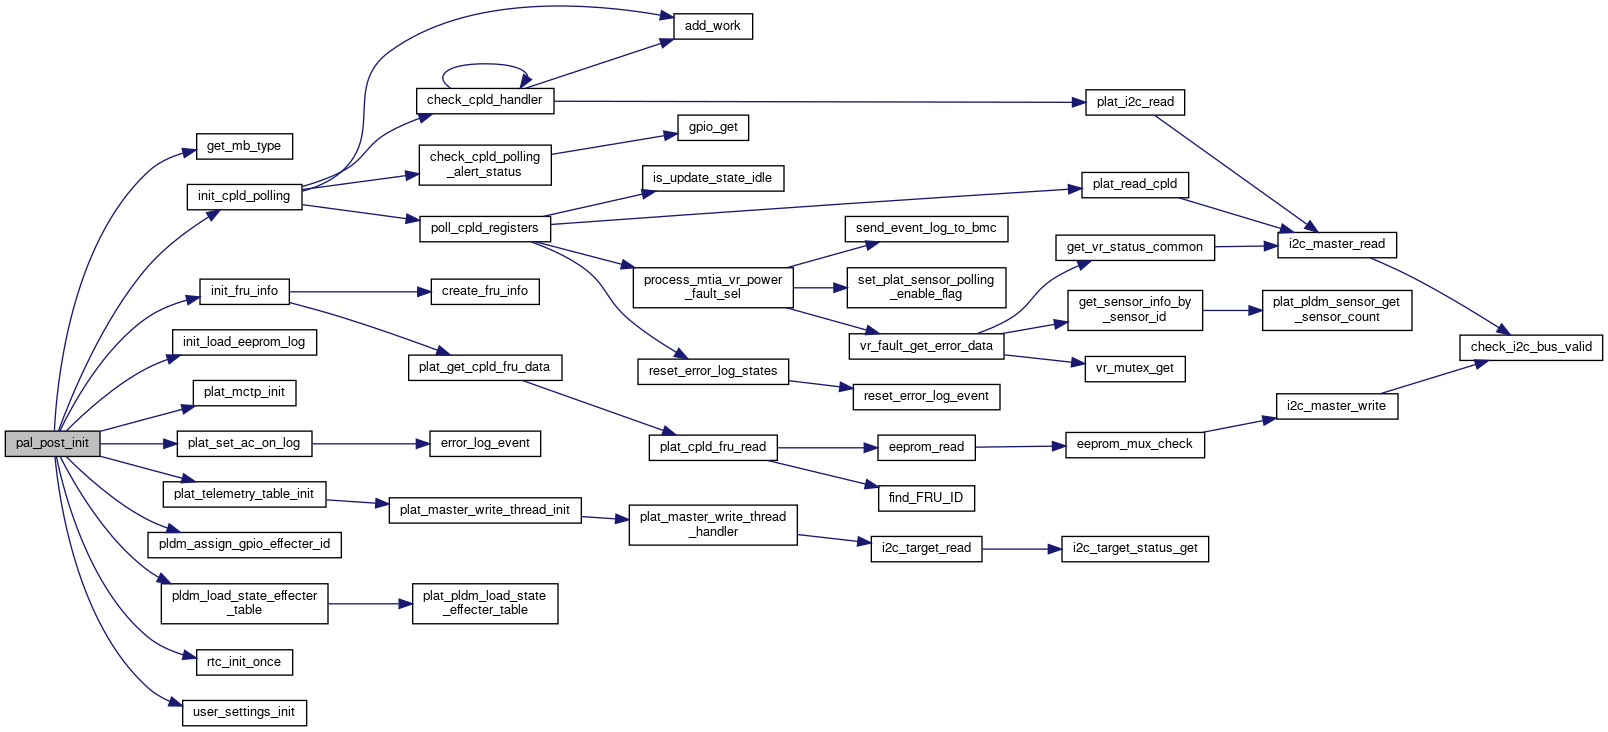 pal_post_init
get_mb_type
init_cpld_polling
init_fru_info
init_load_eeprom_log
plat_mctp_init
plat_set_ac_on_log
plat_telemetry_table_init
pldm_assign_gpio_effecter_id
pldm_load_state_effecter
_table
rtc_init_once
user_settings_init
check_cpld_handler
check_cpld_polling
_alert_status
poll_cpld_registers
create_fru_info
plat_get_cpld_fru_data
error_log_event
plat_master_write_thread_init
plat_pldm_load_state
_effecter_table
add_work
gpio_get
is_update_state_idle
process_mtia_vr_power
_fault_sel
reset_error_log_states
plat_cpld_fru_read
plat_master_write_thread
_handler
send_event_log_to_bmc
set_plat_sensor_polling
_enable_flag
vr_fault_get_error_data
reset_error_log_event
eeprom_read
find_FRU_ID
i2c_target_read
plat_i2c_read
plat_read_cpld
get_vr_status_common
get_sensor_info_by
_sensor_id
vr_mutex_get
eeprom_mux_check
i2c_target_status_get
i2c_master_read
plat_pldm_sensor_get
_sensor_count
i2c_master_write
check_i2c_bus_valid